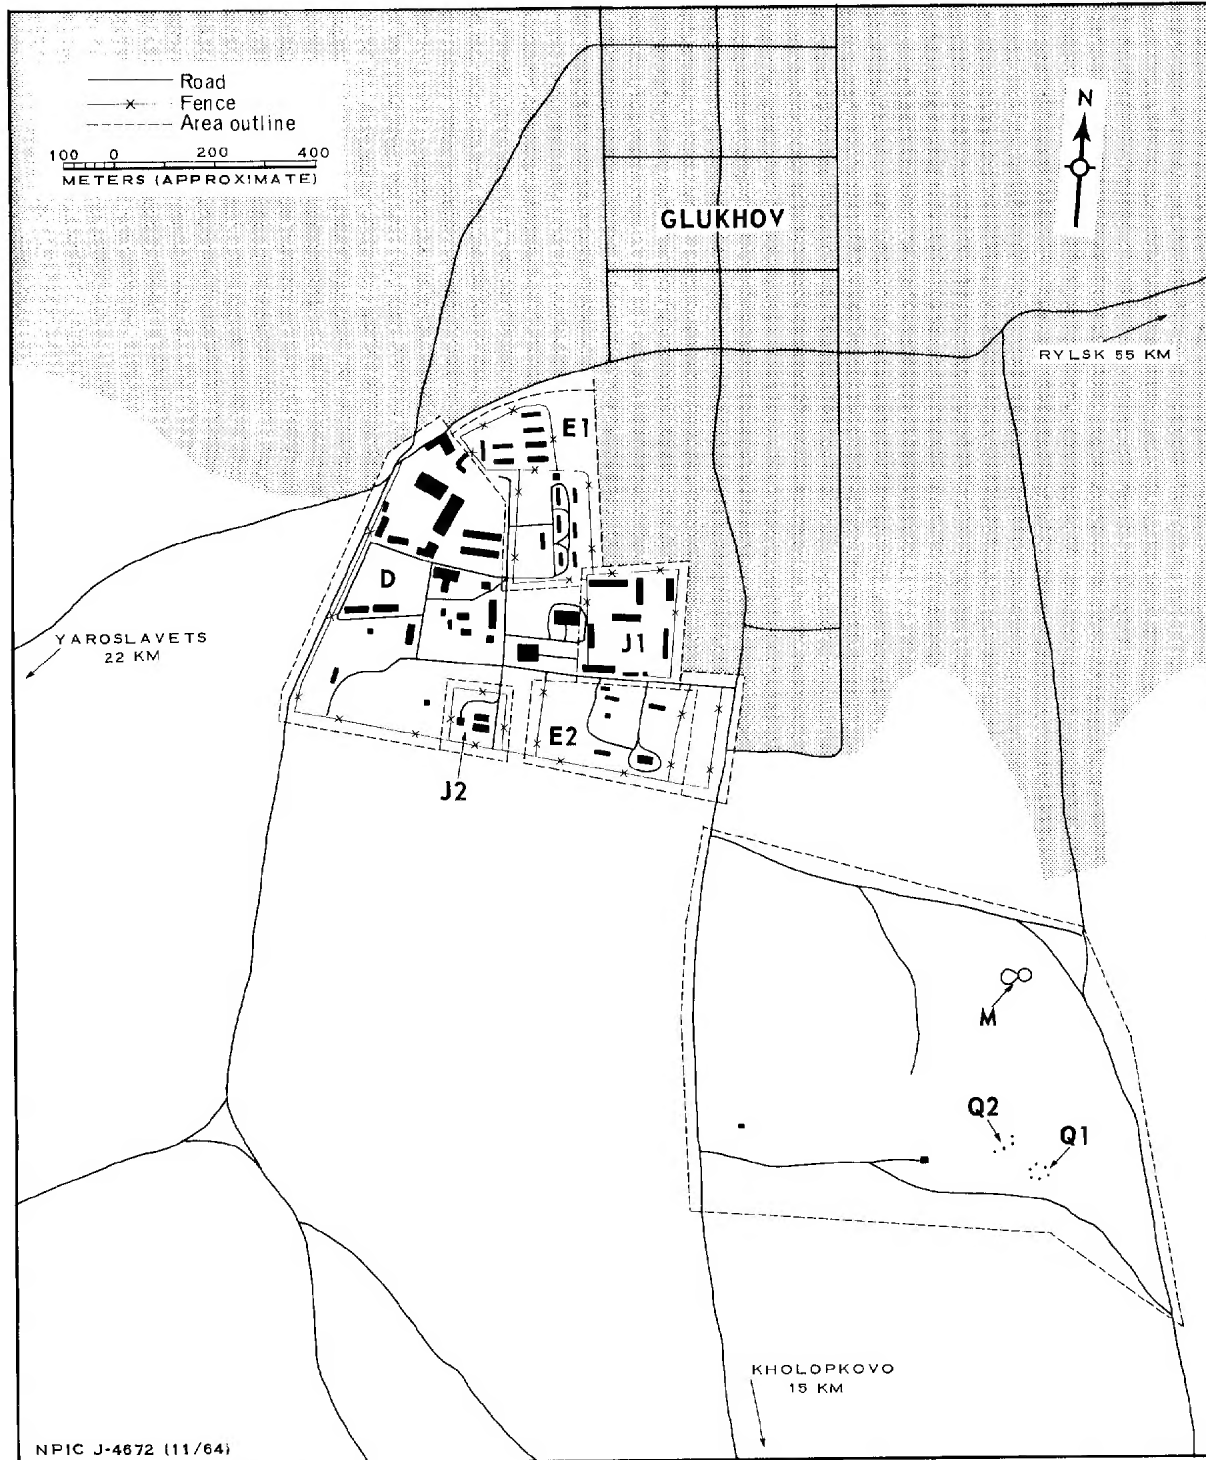 Road
Fence
Area outline
100 0 200 400
METERS (APPROXIMATE)
N
GLUKHOV
RYLSK 55 KM
E1
D
YAROSLAVETS
22 KM
J1
E2
J2
M
Q2
Q1
KHOLOPKOVO
15 KM
NPIC J-4672 (11/64)